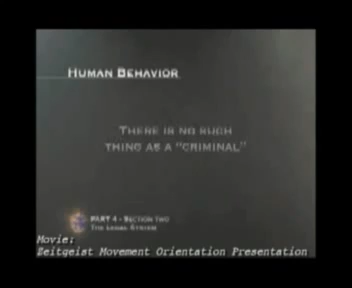 HUMAN BEHAVIOR
THERE IS NO SUCH
THING AS A "CRIMINAL"
PART 4 - SECTION TWO
THE LEGAL SYSTEM
Movie:
Zeitgeist Movement Orientation Presentation